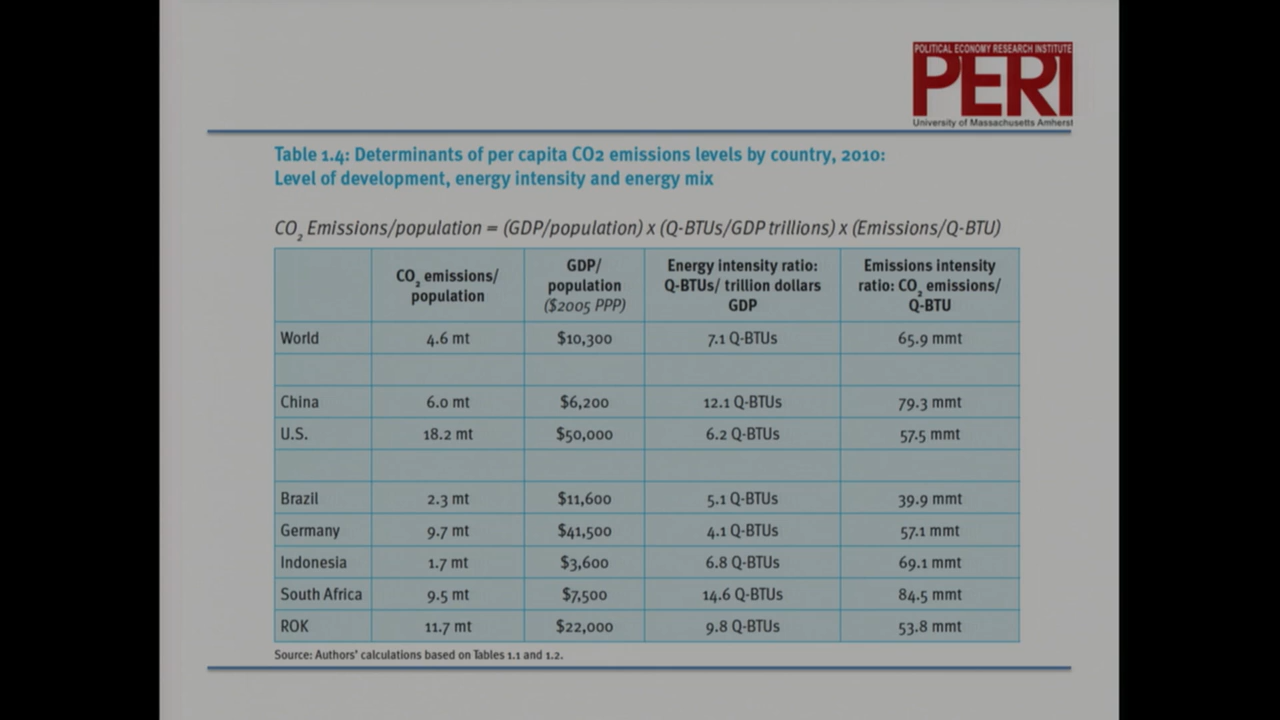 POLITICAL ECONOMY RESEARCH INSTITUTE
PERI
University of Massachusetts Amherst
Table 1.4: Determinants of per capita CO2 emissions levels by country, 2010:
Level of development, energy intensity and energy mix
CO₂ Emissions/population = (GDP/population) x (Q-BTUs/GDP trillions) x (Emissions/Q-BTU)
CO₂ emissions/ population GDP/ population ($2005 PPP) Energy intensity ratio: Q-BTUs/ trillion dollars GDP Emissions intensity ratio: CO₂ emissions/ Q-BTU
World 4.6 mt $10,300 7.1 Q-BTUs 65.9 mmt
China 6.0 mt $6,200 12.1 Q-BTUs 79.3 mmt
U.S. 18.2 mt $50,000 6.2 Q-BTUs 57.5 mmt
Brazil 2.3 mt $11,600 5.1 Q-BTUs 39.9 mmt
Germany 9.7 mt $41,500 4.1 Q-BTUs 57.1 mmt
Indonesia 1.7 mt $3,600 6.8 Q-BTUs 69.1 mmt
South Africa 9.5 mt $7,500 14.6 Q-BTUs 84.5 mmt
ROK 11.7 mt $22,000 9.8 Q-BTUs 53.8 mmt
Source: Authors' calculations based on Tables 1.1 and 1.2.